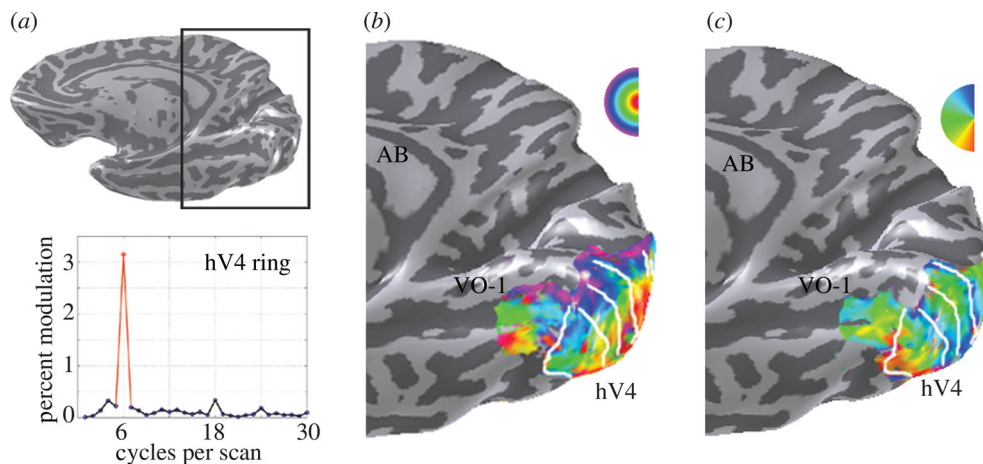 (a)
hV4 ring
percent modulation
3
2
1
0
6
18
30
cycles per scan
(b)
AB
VO-1
hV4
(c)
AB
VO-1
hV4